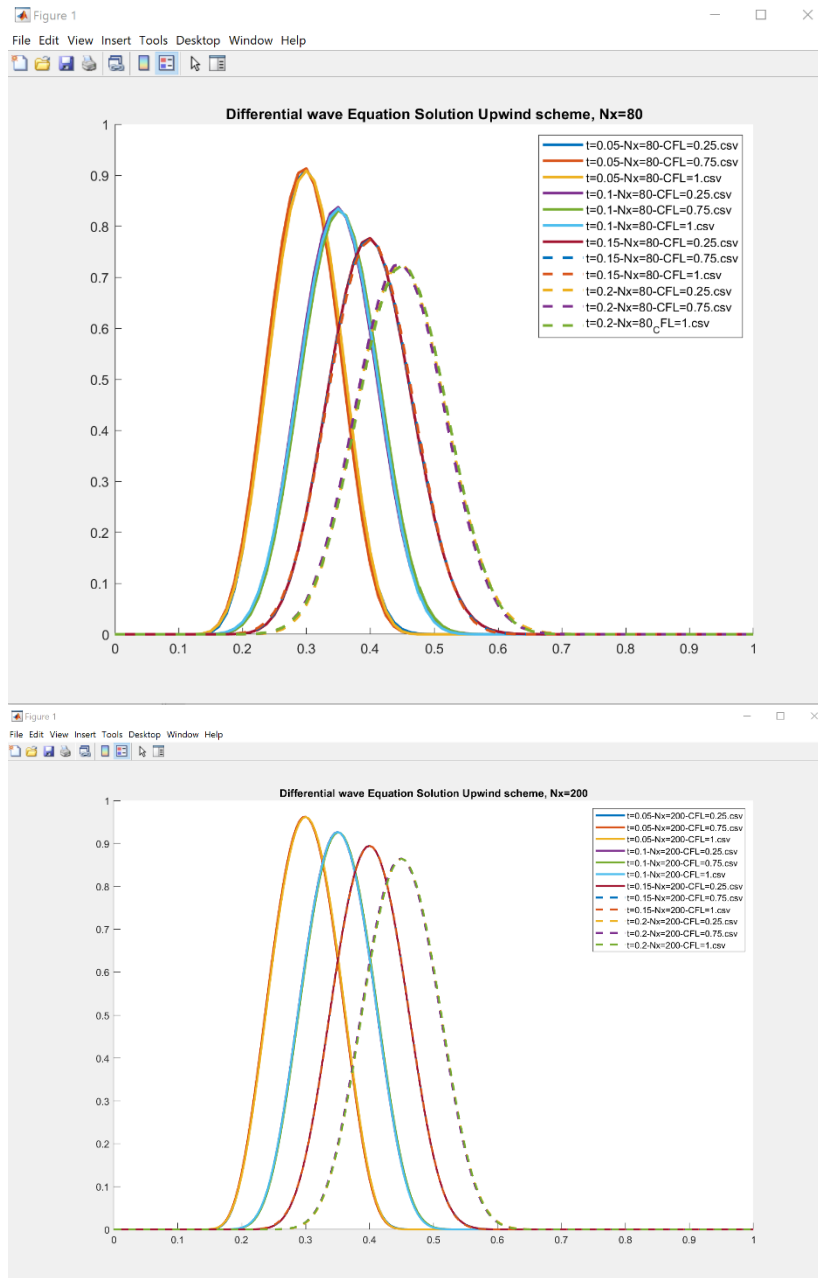 Figure 1
File Edit View Insert Tools Desktop Window Help
Differential wave Equation Solution Upwind scheme, Nx=80
1
0.9
0.8
0.7
0.6
0.5
0.4
0.3
0.2
0.1
0
0 0.1 0.2 0.3 0.4 0.5 0.6 0.7 0.8 0.9 1
t=0.05-Nx=80-CFL=0.25.csv
t=0.05-Nx=80-CFL=0.75.csv
t=0.05-Nx=80-CFL=1.csv
t=0.1-Nx=80-CFL=0.25.csv
t=0.1-Nx=80-CFL=0.75.csv
t=0.1-Nx=80-CFL=1.csv
t=0.15-Nx=80-CFL=0.25.csv
t=0.15-Nx=80-CFL=0.75.csv
t=0.15-Nx=80-CFL=1.csv
t=0.2-Nx=80-CFL=0.25.csv
t=0.2-Nx=80-CFL=0.75.csv
t=0.2-Nx=80CFL=1.csv
Figure 1
File Edit View Insert Tools Desktop Window Help
Differential wave Equation Solution Upwind scheme, Nx=200
1
0.9
0.8
0.7
0.6
0.5
0.4
0.3
0.2
0.1
0
0 0.1 0.2 0.3 0.4 0.5 0.6 0.7 0.8 0.9 1
t=0.05-Nx=200-CFL=0.25.csv
t=0.05-Nx=200-CFL=0.75.csv
t=0.05-Nx=200-CFL=1.csv
t=0.1-Nx=200-CFL=0.25.csv
t=0.1-Nx=200-CFL=0.75.csv
t=0.1-Nx=200-CFL=1.csv
t=0.15-Nx=200-CFL=0.25.csv
t=0.15-Nx=200-CFL=0.75.csv
t=0.15-Nx=200-CFL=1.csv
t=0.2-Nx=200-CFL=0.25.csv
t=0.2-Nx=200-CFL=0.75.csv
t=0.2-Nx=200-CFL=1.csv